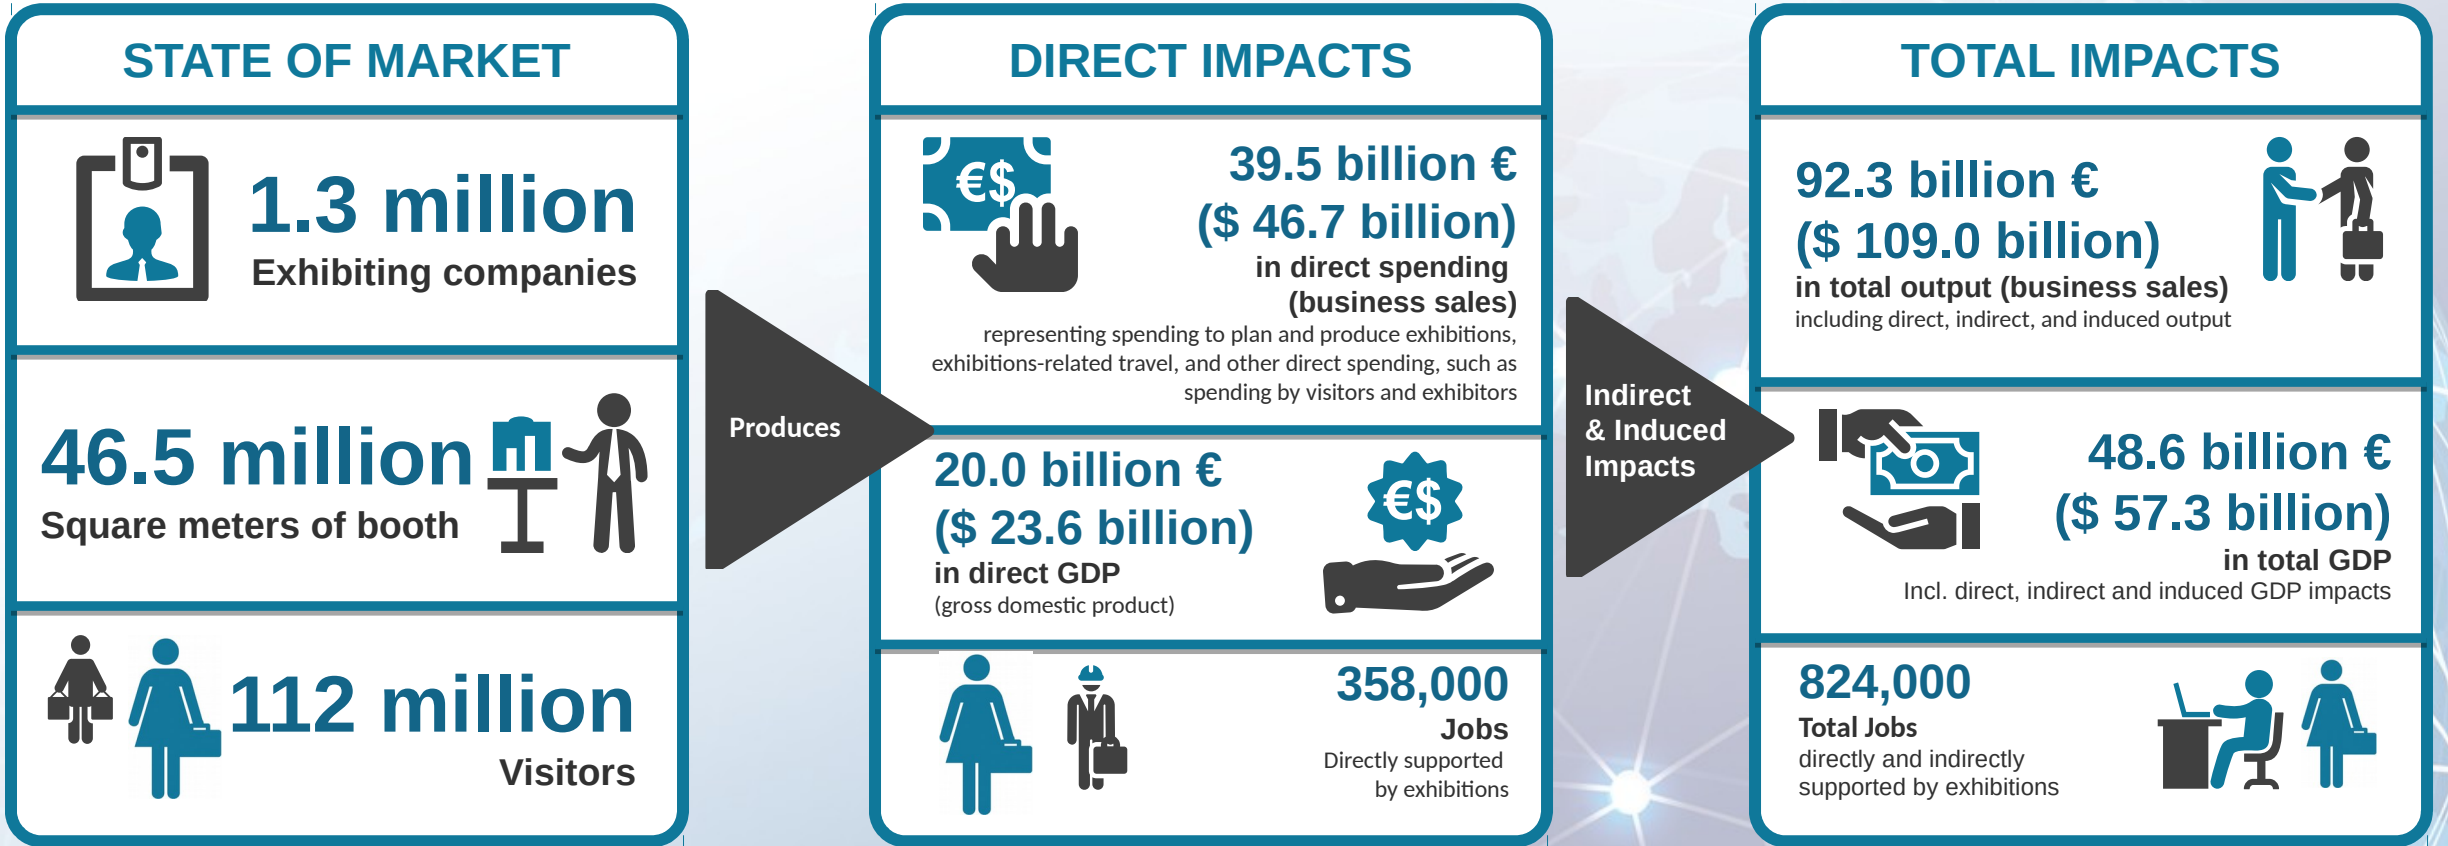 STATE OF MARKET
1.3 million
Exhibiting companies
46.5 million
Square meters of booth
112 million
Visitors
Produces
DIRECT IMPACTS
€$
39.5 billion €
($ 46.7 billion)
in direct spending
(business sales)
representing spending to plan and produce exhibitions,
exhibitions-related travel, and other direct spending, such as
spending by visitors and exhibitors
20.0 billion €
($ 23.6 billion)
in direct GDP
(gross domestic product)
€$
358,000
Jobs
Directly supported
by exhibitions
Indirect
& Induced
Impacts
TOTAL IMPACTS
92.3 billion €
($ 109.0 billion)
in total output (business sales)
including direct, indirect, and induced output
48.6 billion €
($ 57.3 billion)
in total GDP
Incl. direct, indirect and induced GDP impacts
824,000
Total Jobs
directly and indirectly
supported by exhibitions